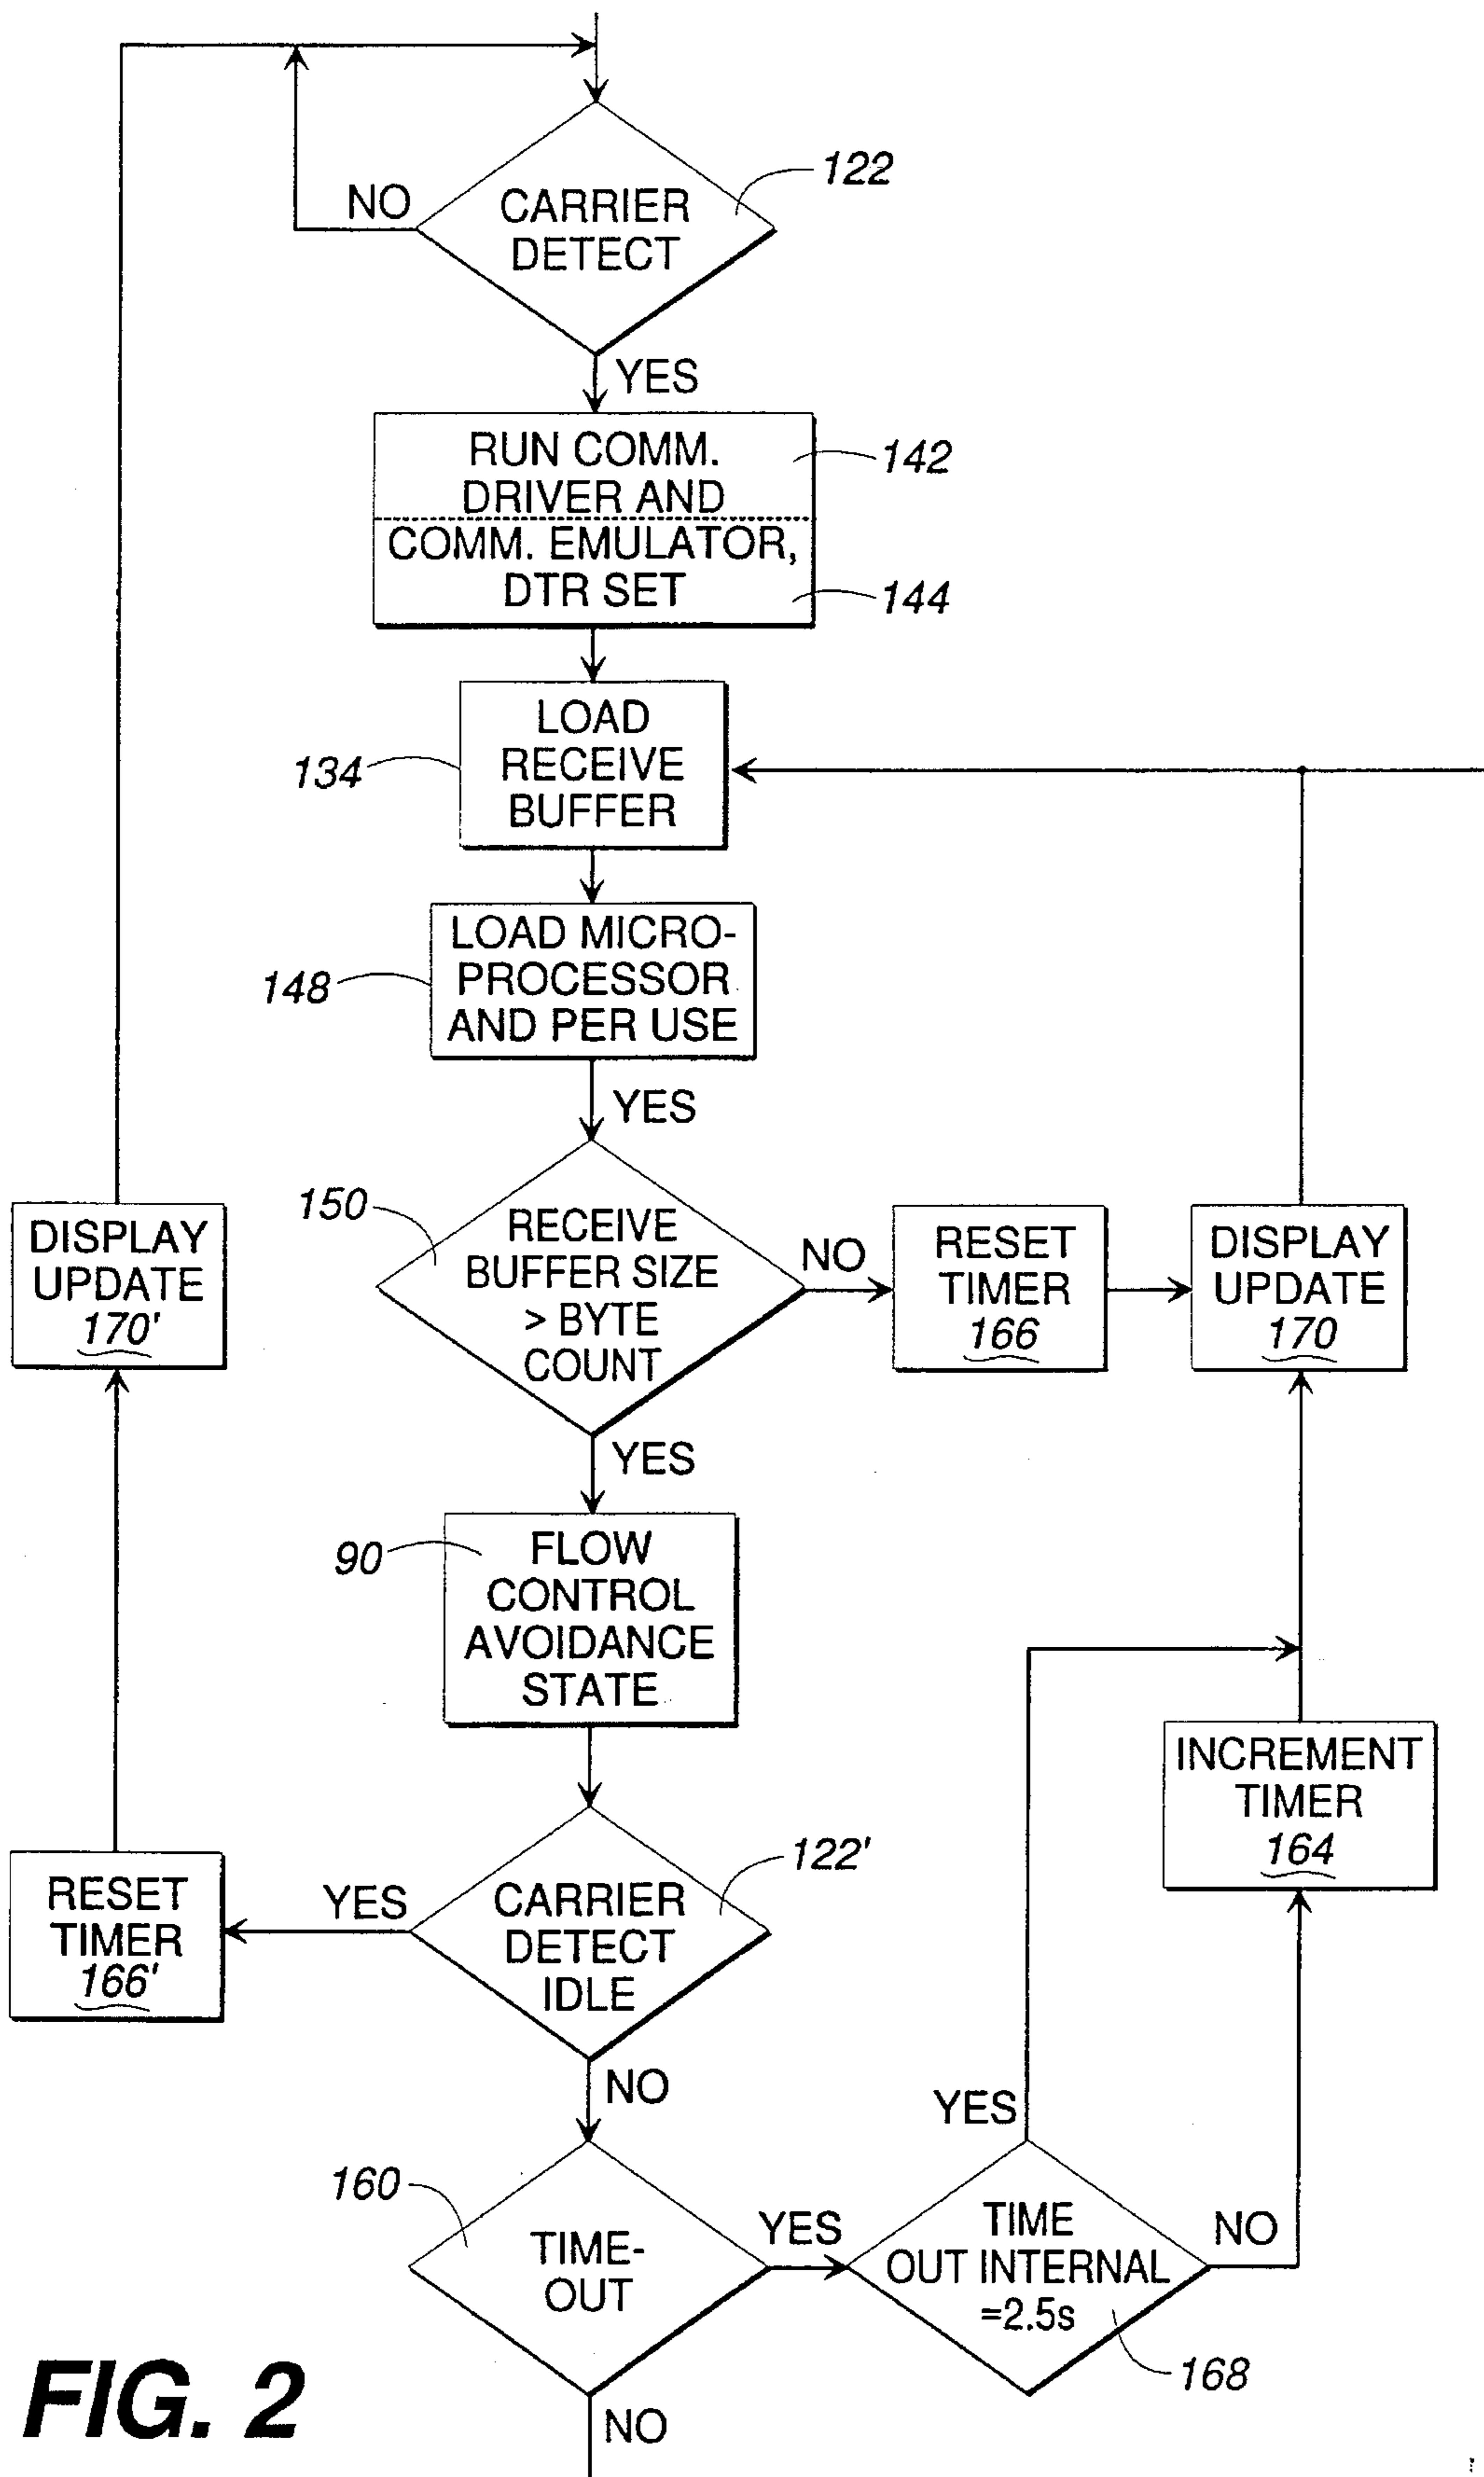 NO
CARRIER
DETECT
122
YES
RUN COMM.
DRIVER AND
142
COMM. EMULATOR,
DTR SET
144
LOAD
RECEIVE
BUFFER
134
LOAD MICRO-
PROCESSOR
AND PER USE
148
YES
150
RECEIVE
BUFFER SIZE
> BYTE
COUNT
NO
RESET
TIMER
166
DISPLAY
UPDATE
170
DISPLAY
UPDATE
170'
YES
90
FLOW
CONTROL
AVOIDANCE
STATE
INCREMENT
TIMER
164
122'
CARRIER
DETECT
IDLE
YES
RESET
TIMER
166'
NO
160
TIME-
OUT
YES
YES
TIME
OUT INTERNAL
=2.5s
NO
168
NO
FIG. 2